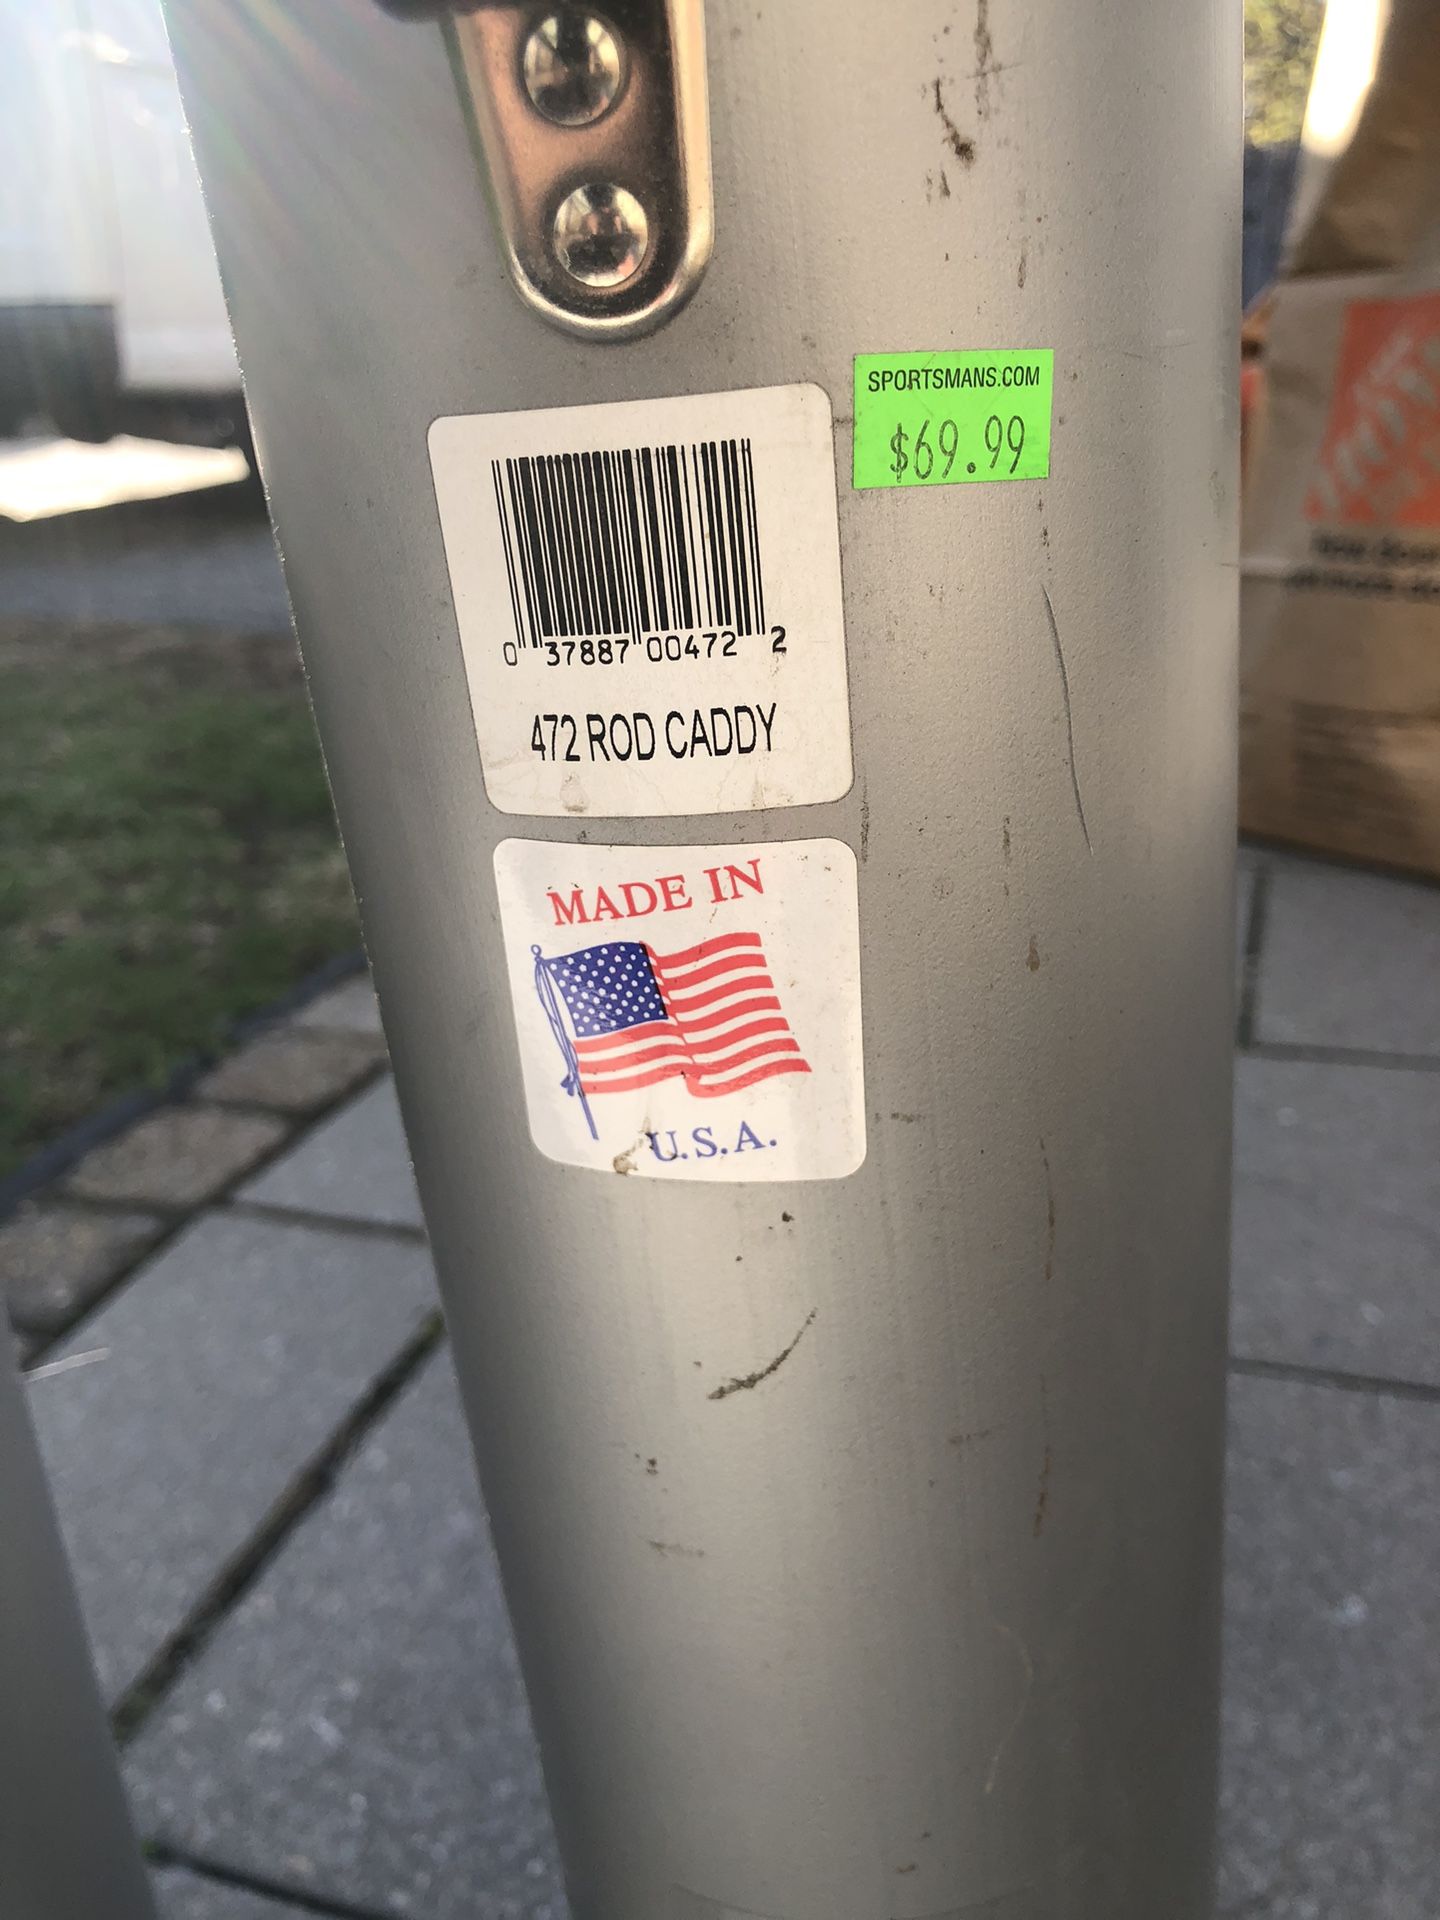 SPORTSMANS.COM
$69.99
0 37887 00472 2
472 ROD CADDY
MADE IN
U.S.A.